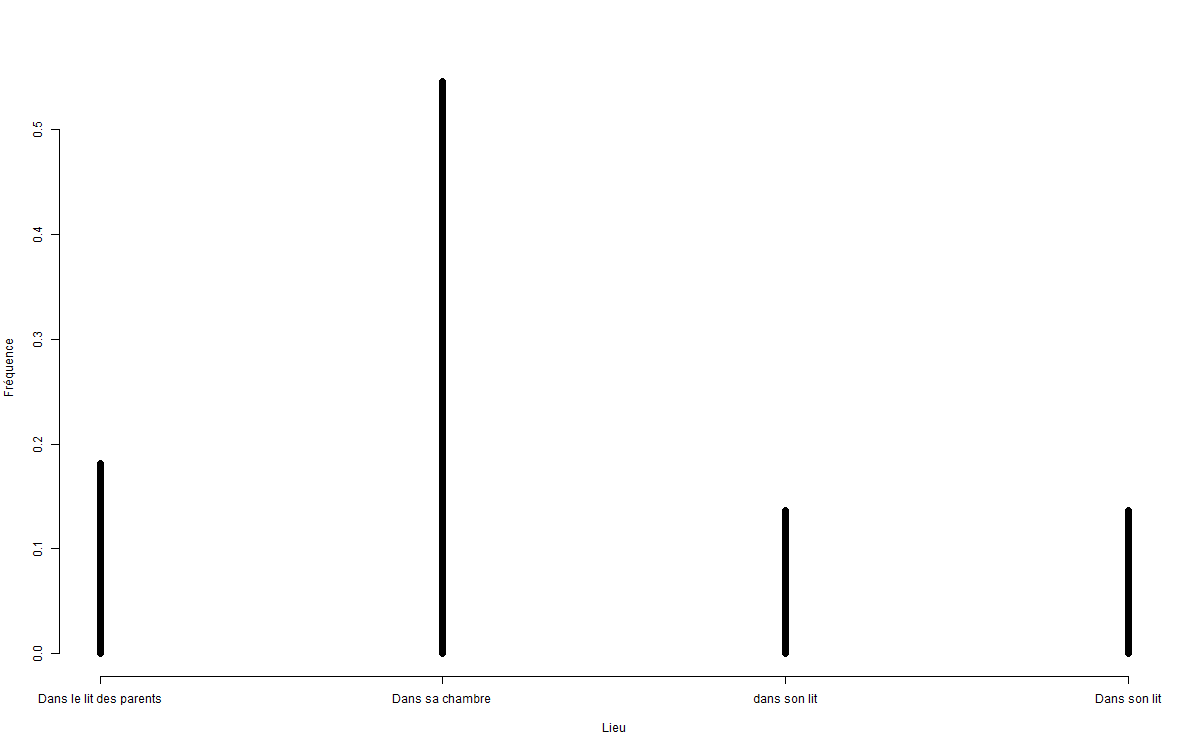 0.5
0.4
0.3
Fréquence
0.2
0.1
0.0
Dans le lit des parents
Dans sa chambre
dans son lit
Dans son lit
Lieu